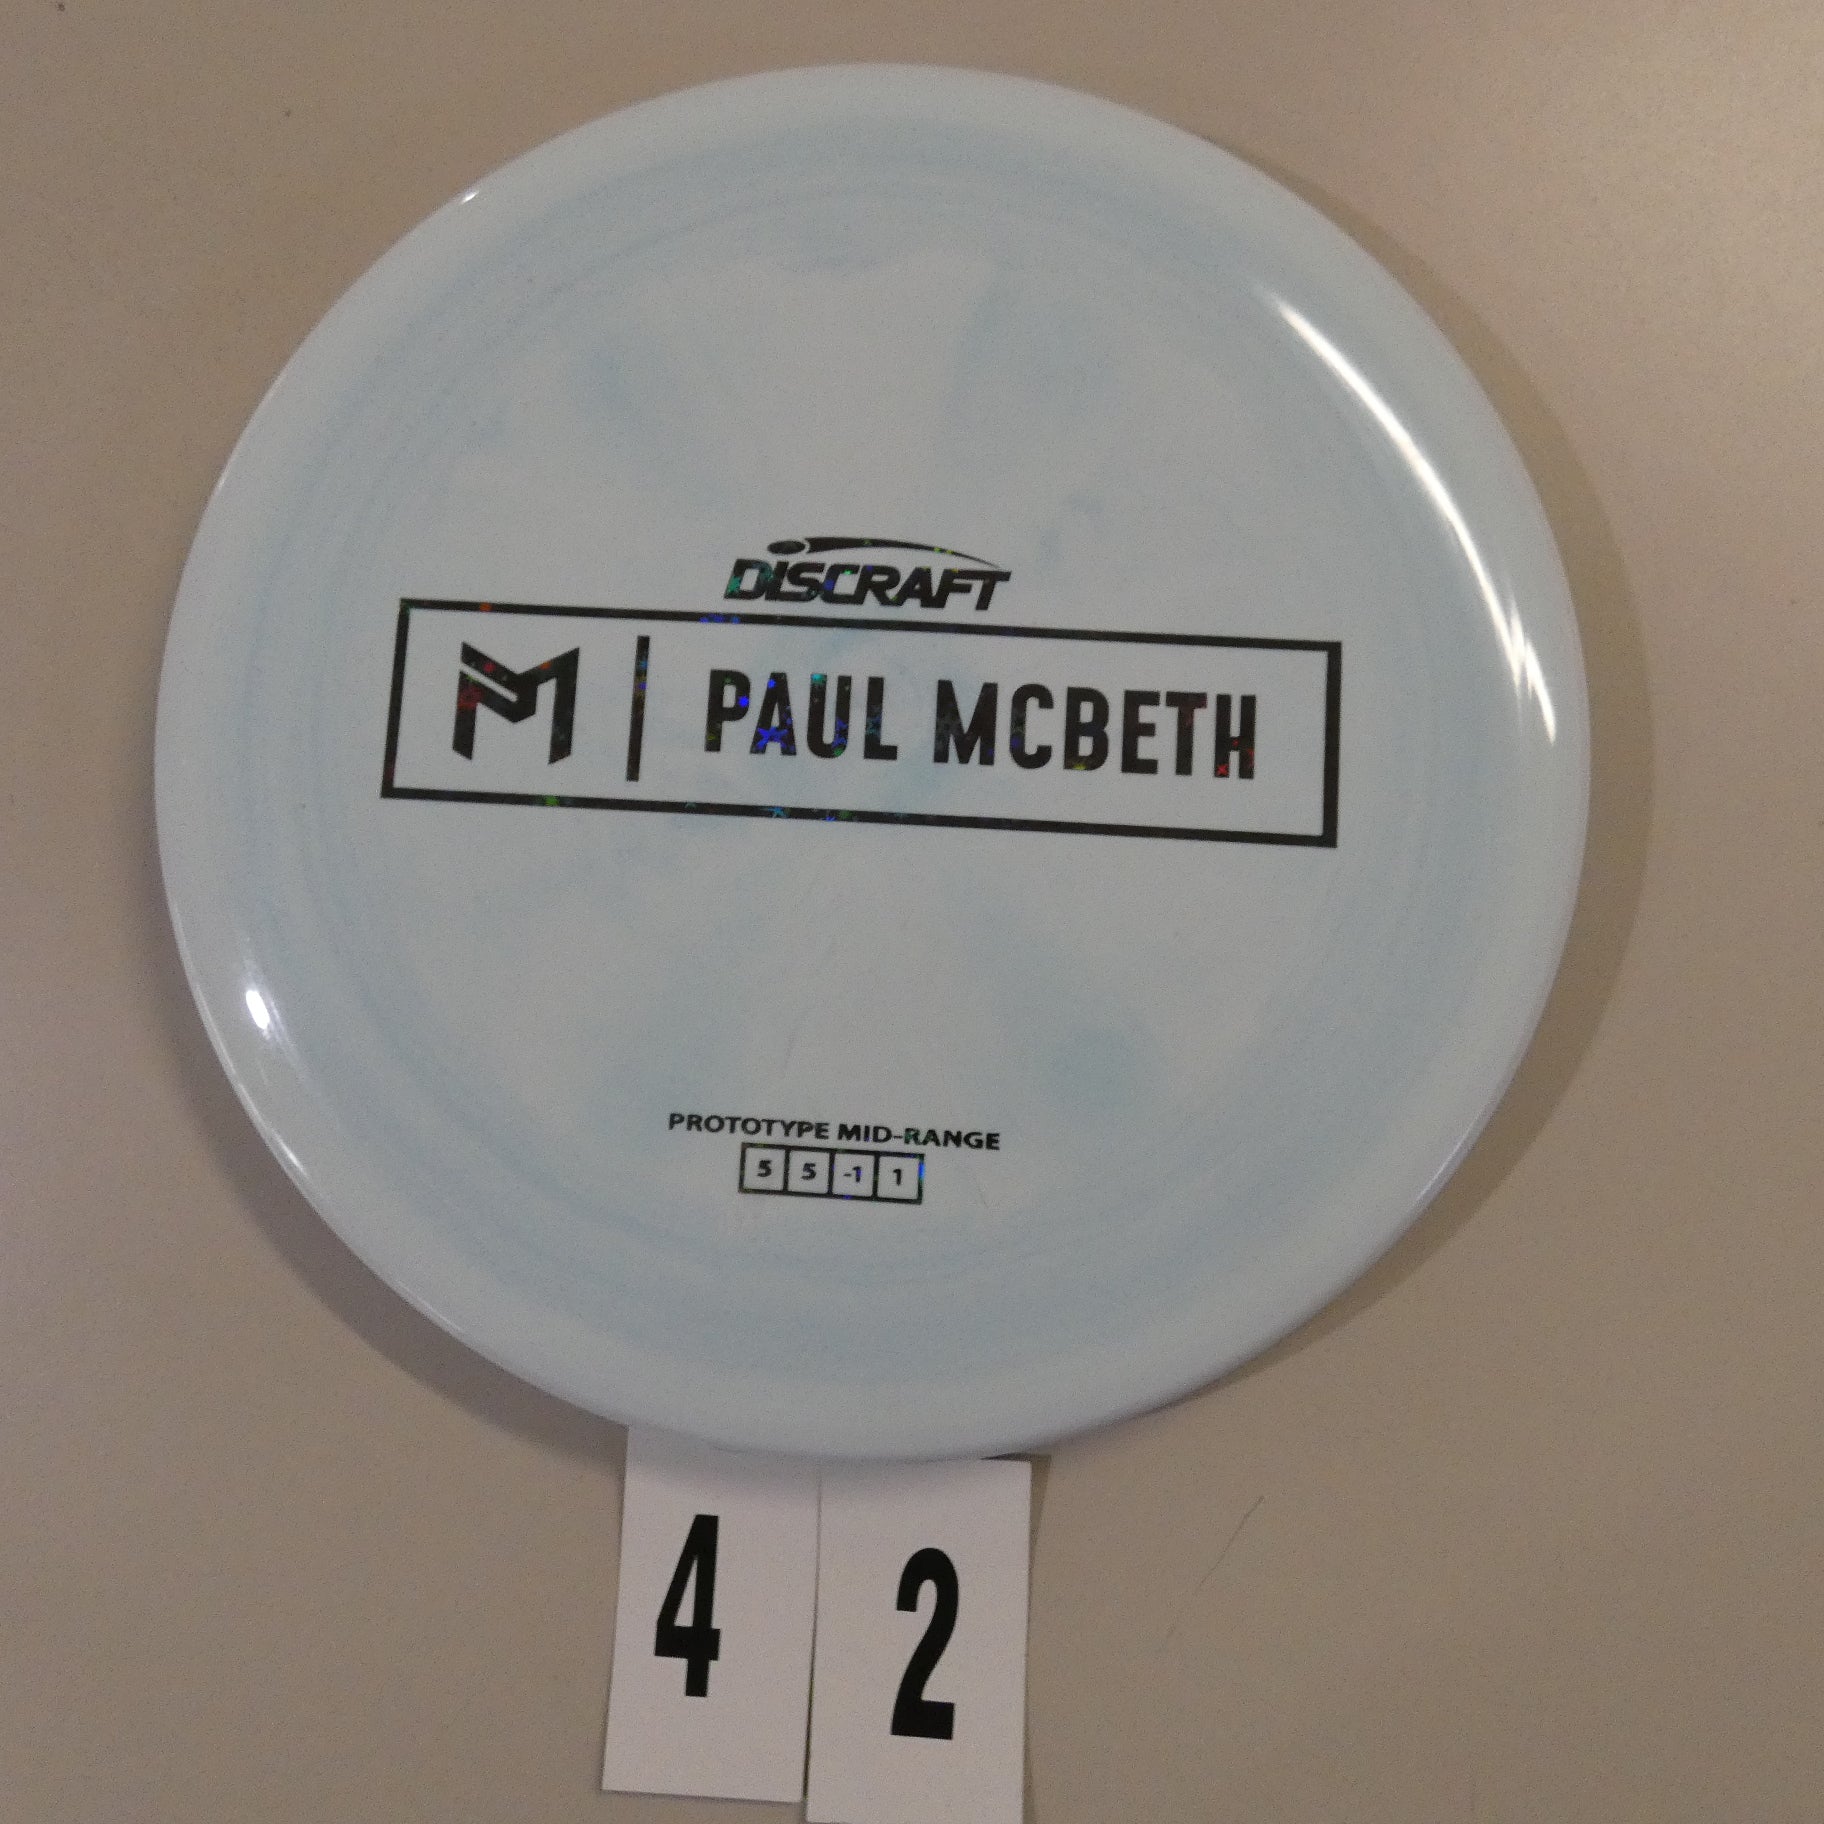 DISCRAFT
M | PAUL MCBETH
PROTOTYPE MID-RANGE
5 5 -1 1
4 2